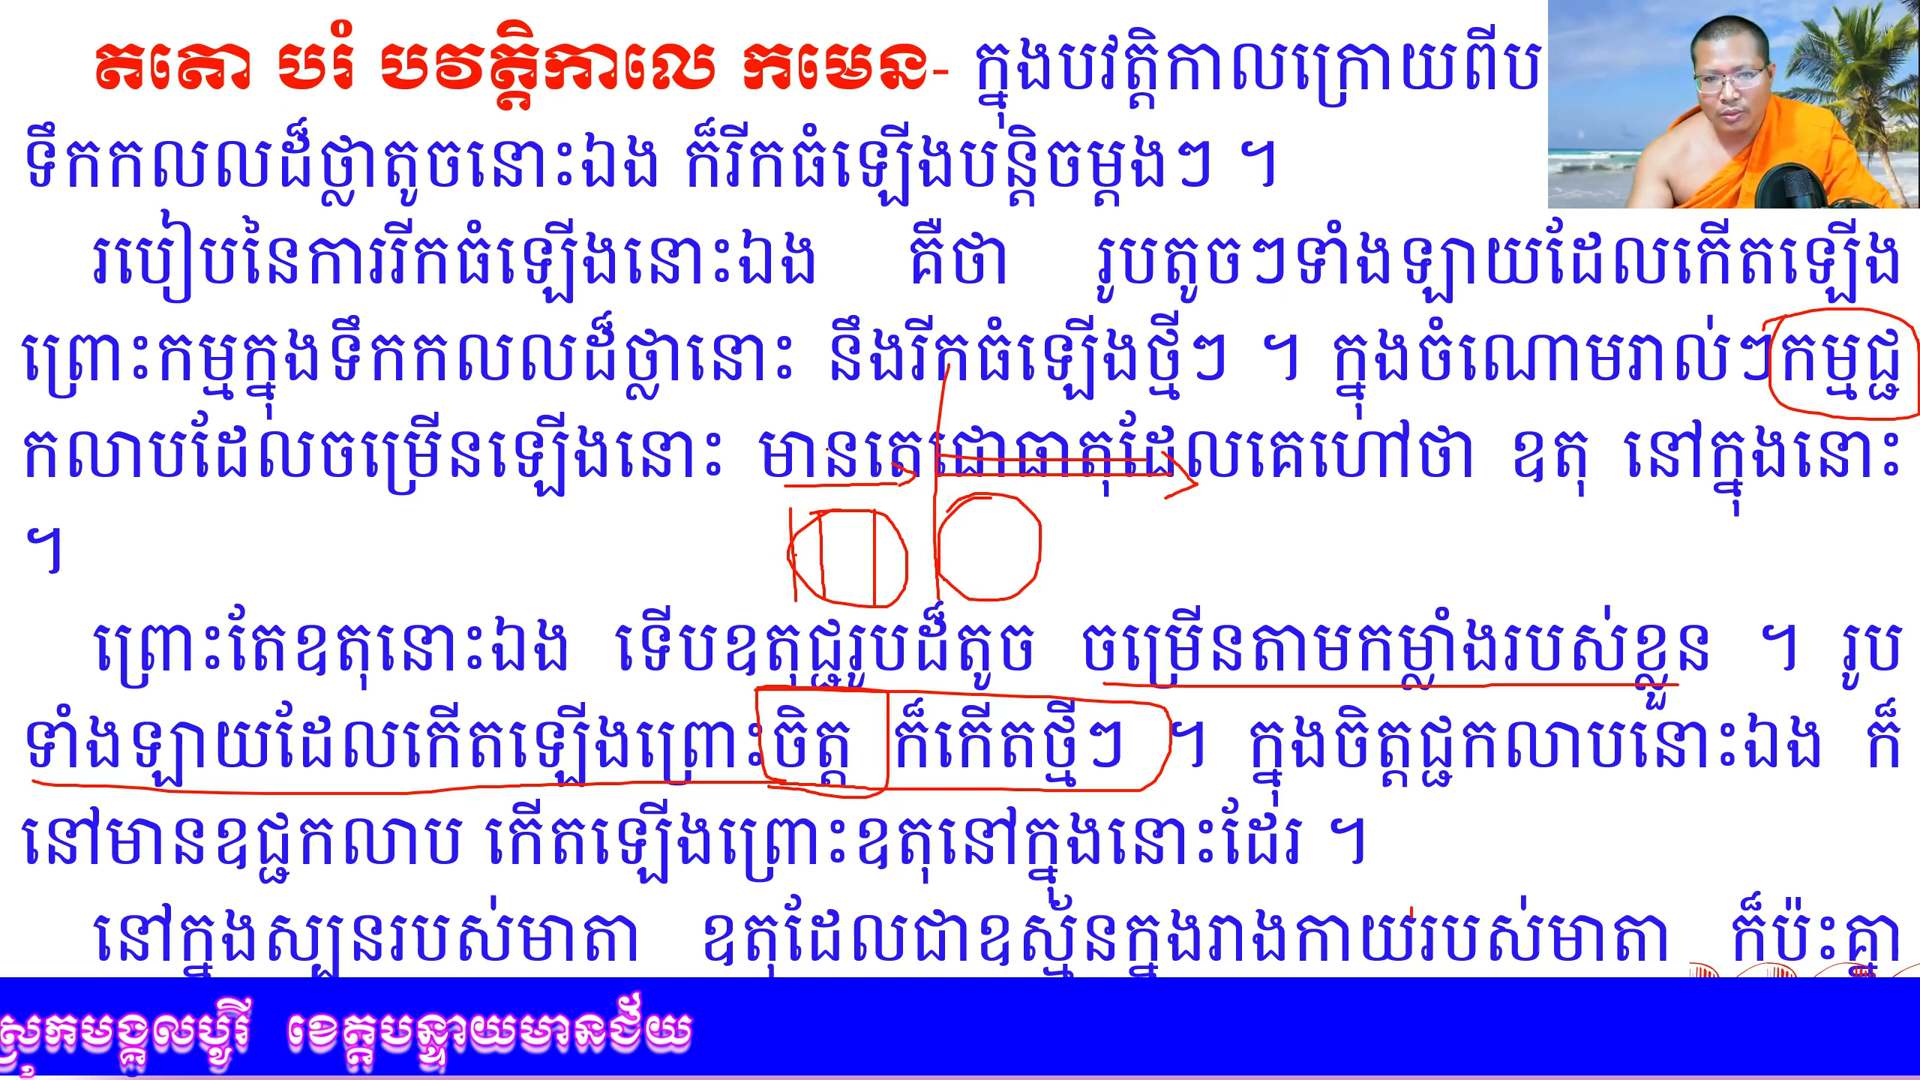 តតោ បរំ បវត្តិកាលេ កមេន- ក្នុងបវត្តិកាលក្រោយពីប
ទឹកកលលដ៏ថ្លាតូចនោះឯង ក៏រីកធំឡើងបន្តិចម្តងៗ ។
របៀបនៃការរីកធំឡើងនោះឯង គឺថា រូបតូចៗទាំងឡាយដែលកើតឡើង
ព្រោះកម្មក្នុងទឹកកលលដ៏ថ្លានោះ នឹងរីកធំឡើងថ្មីៗ ។ ក្នុងចំណោមរាល់ៗកម្មជ្ជ
កលាបដែលចម្រើនឡើងនោះ មានតេជោធាតុដែលគេហៅថា ឧតុ នៅក្នុងនោះ
។
ព្រោះតែឧតុនោះឯង ទើបឧតុជ្ជរូបដ៏តូច ចម្រើនតាមកម្លាំងរបស់ខ្លួន ។ រូប
ទាំងឡាយដែលកើតឡើងព្រោះចិត្ត ក៏កើតថ្មីៗ ។ ក្នុងចិត្តជ្ជកលាបនោះឯង ក៏
នៅមានឧជ្ជកលាប កើតឡើងព្រោះឧតុនៅក្នុងនោះដែរ ។
នៅក្នុងស្បូនរបស់មាតា ឧតុដែលជាឧស្ម័នក្នុងរាងកាយរបស់មាតា ក៏ប៉ះគ្នា
ស្រុកមង្គលបូរី ខេត្តបន្ទាយមានជ័យ